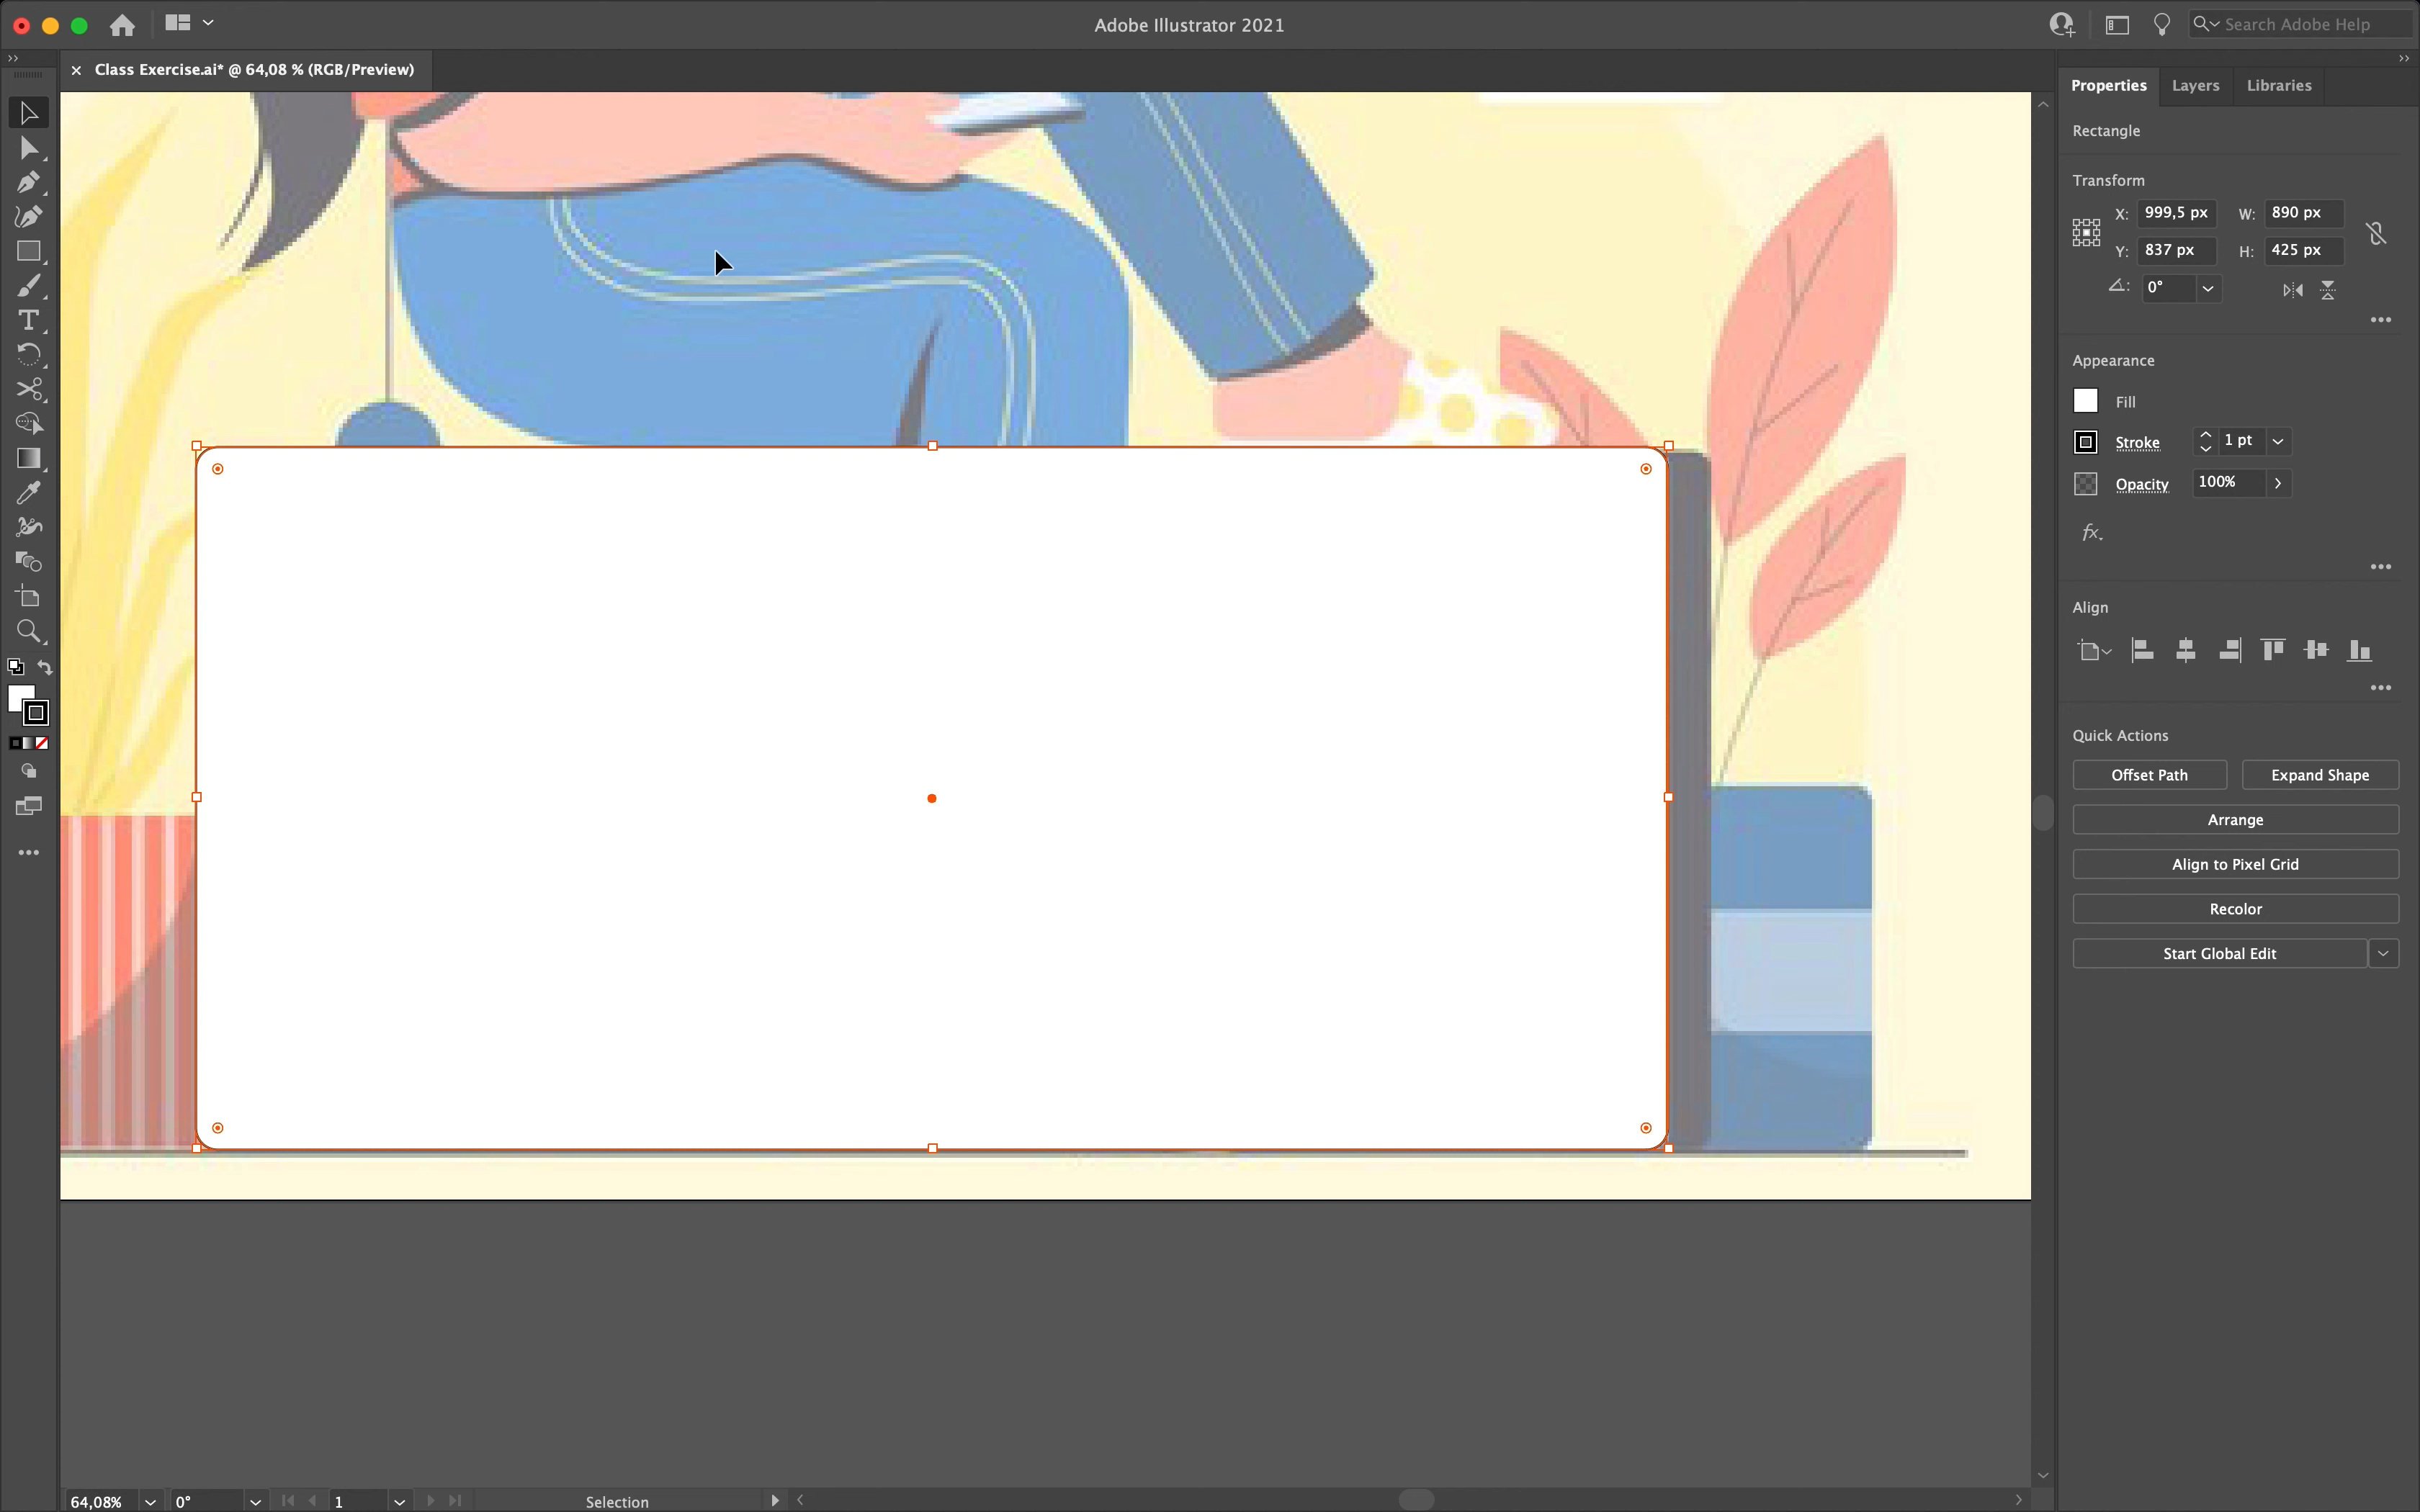 Adobe Illustrator 2021
Search Adobe Help
Class Exercise.ai* @ 64,08 % (RGB/Preview)
Properties
Layers
Libraries
Rectangle
Transform
X: 999,5 px W: 890 px
Y: 837 px H: 425 px
0°
Appearance
Fill
Stroke 1 pt
Opacity 100%
fx.
Align
Quick Actions
Offset Path
Expand Shape
Arrange
Align to Pixel Grid
Recolor
Start Global Edit
64,08% 0° 1 Selection